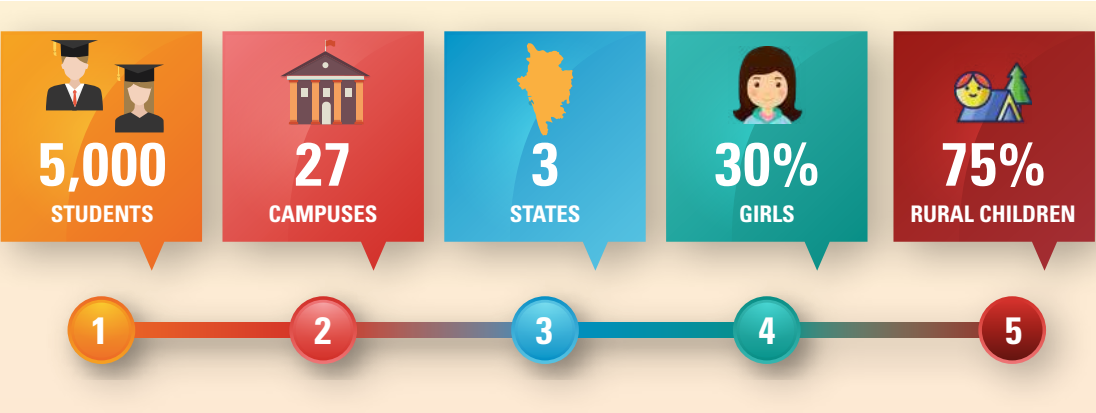 5,000
STUDENTS
27
CAMPUSES
3
STATES
30%
GIRLS
75%
RURAL CHILDREN
1
2
3
4
5